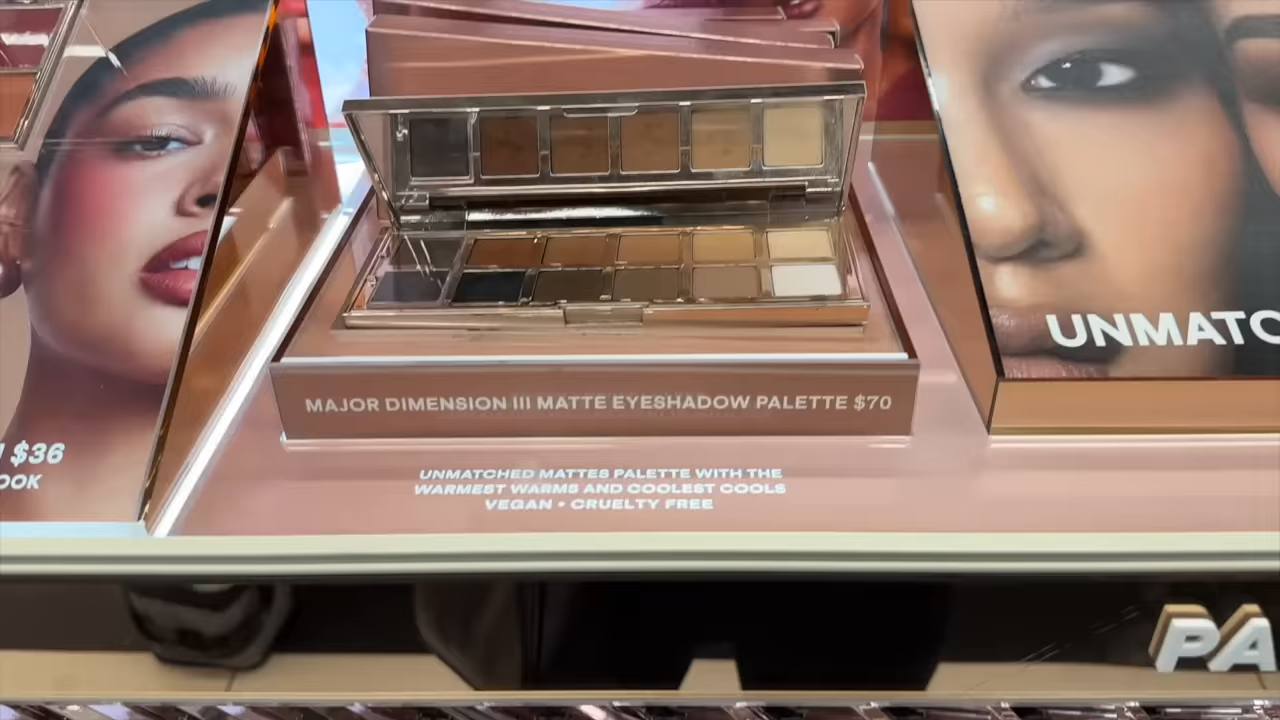 MAJOR DIMENSION III MATTE EYESHADOW PALETTE $70
UNMATCHED MATTES PALETTE WITH THE
WARMEST WARMS AND COOLEST COOLS
VEGAN • CRUELTY FREE
$36
OOK
UNMATC
PA